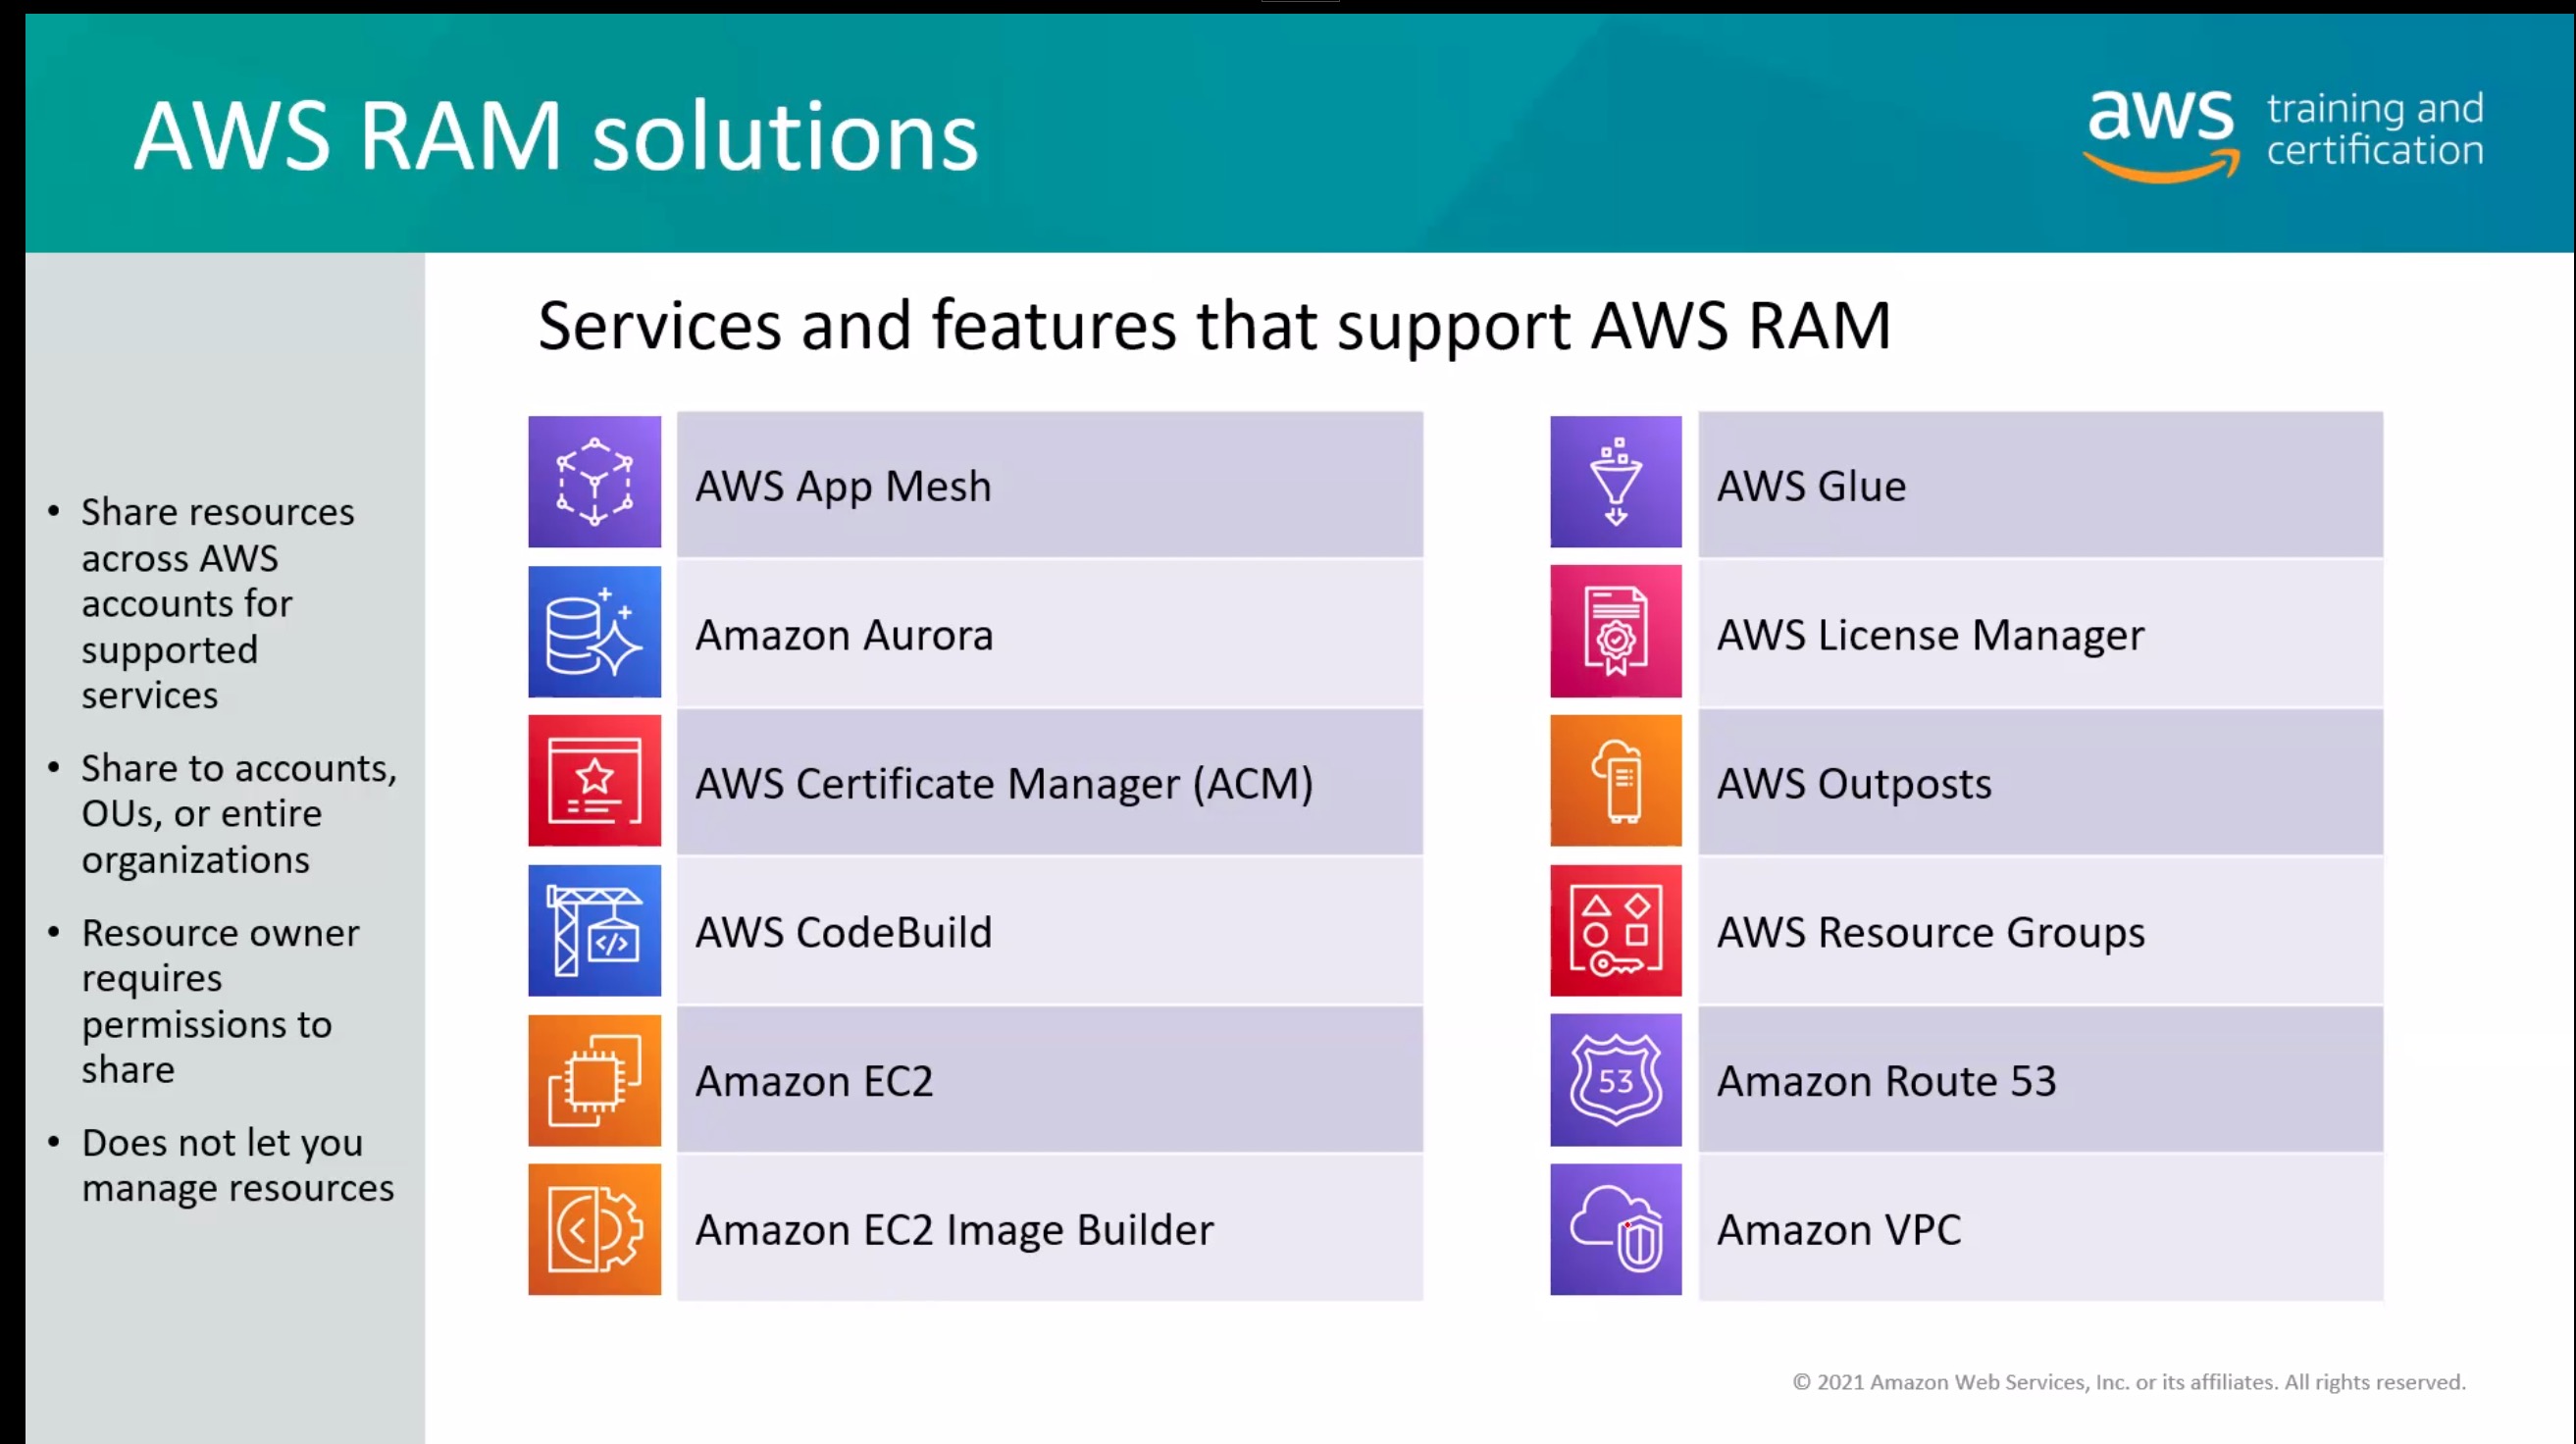 AWS RAM solutions
aws training and
certification
Services and features that support AWS RAM
• Share resources
across AWS
accounts for
supported
services
• Share to accounts,
OUs, or entire
organizations
• Resource owner
requires
permissions to
share
• Does not let you
manage resources
AWS App Mesh
Amazon Aurora
AWS Certificate Manager (ACM)
AWS CodeBuild
</>
Amazon EC2
Amazon EC2 Image Builder
AWS Glue
AWS License Manager
AWS Outposts
AWS Resource Groups
53
Amazon Route 53
Amazon VPC
© 2021 Amazon Web Services, Inc. or its affiliates. All rights reserved.